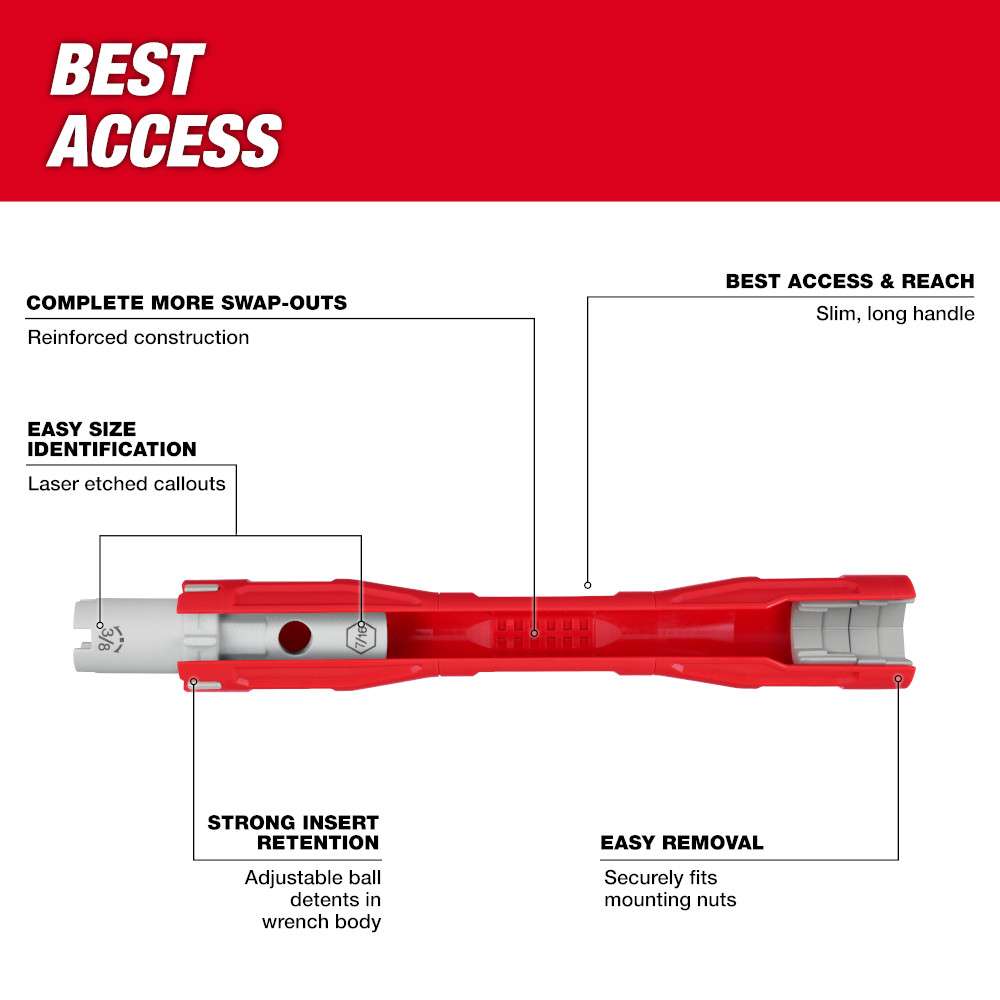 BEST
ACCESS
BEST ACCESS & REACH
Slim, long handle
COMPLETE MORE SWAP-OUTS
Reinforced construction
EASY SIZE
IDENTIFICATION
Laser etched callouts
3/8
7/16
STRONG INSERT
RETENTION
Adjustable ball
detents in
wrench body
EASY REMOVAL
Securely fits
mounting nuts